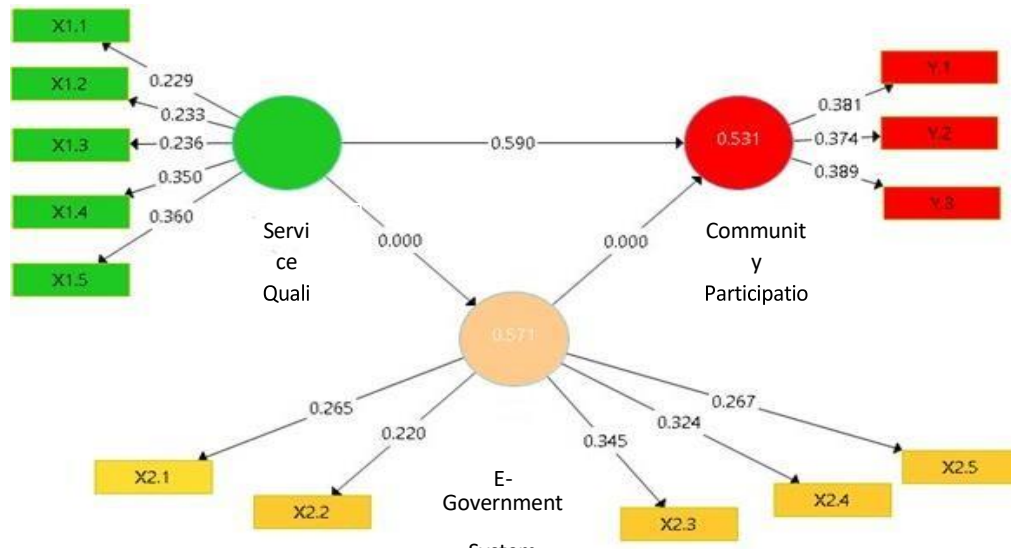 X1.1
0.229
X1.2
0.233
X1.3
0.236
0.350
X1.4
0.360
X1.5
Servi
ce
Quali
0.590
0.000
0.531
Communit
y
Participatio
0.381
Y.1
0.374
Y.2
0.389
Y.3
0.000
0.571
0.265
0.220
0.345
0.324
0.267
X2.1
X2.2
E-
Government
System
X2.3
X2.4
X2.5